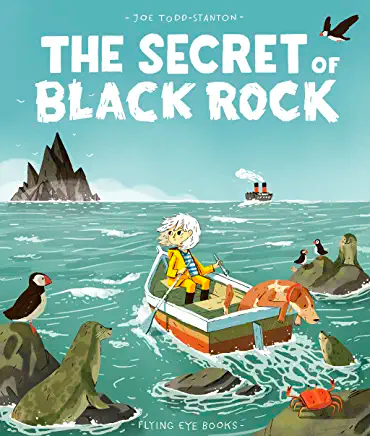 - JOE TODD-STANTON -
THE SECRET OF
BLACK ROCK
- FLYING EYE BOOKS -